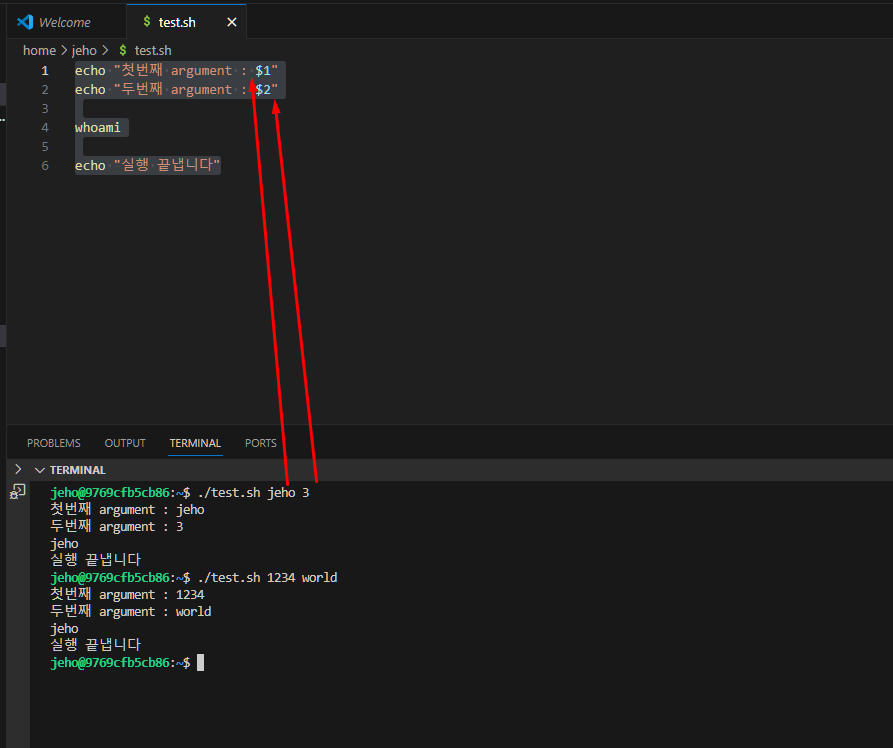 Welcome
$ test.sh
home > jeho > $ test.sh
1 echo "첫번째 argument : $1"
2 echo "두번째 argument : $2"
3
4 whoami
5
6 echo "실행 끝냅니다"
PROBLEMS OUTPUT TERMINAL PORTS
TERMINAL
jeho@9769cfb5cb86:~$ ./test.sh jeho 3
첫번째 argument : jeho
두번째 argument : 3
jeho
실행 끝냅니다
jeho@9769cfb5cb86:~$ ./test.sh 1234 world
첫번째 argument : 1234
두번째 argument : world
jeho
실행 끝냅니다
jeho@9769cfb5cb86:~$